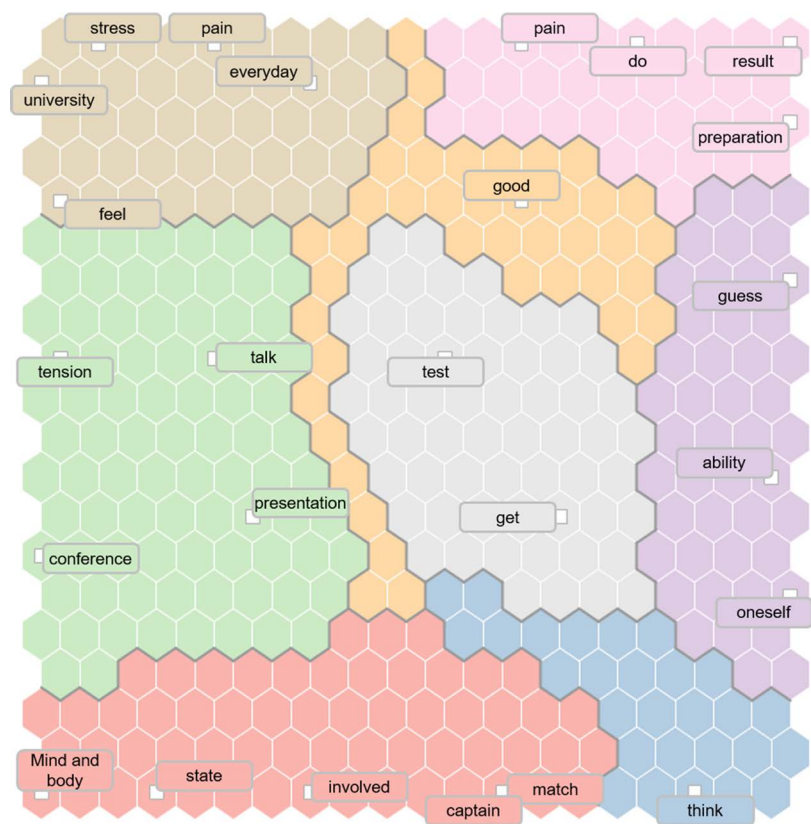 stress
pain
pain
everyday
do
result
university
preparation
good
feel
guess
talk
tension
test
ability
presentation
get
conference
oneself
Mind and
body
state
involved
match
captain
think